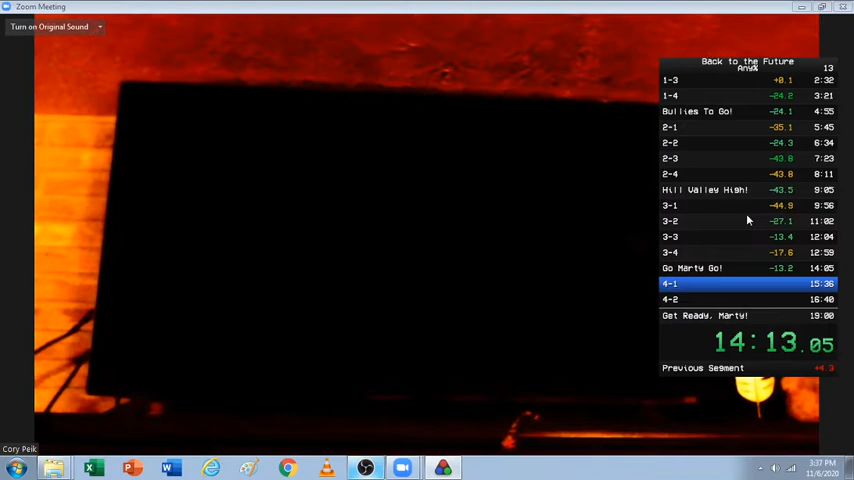 Zoom Meeting
Turn on Original Sound
Back to the Future
Any% 13
1-3 +0.1 2:32
1-4 -24.2 3:21
Bullies To Go! -24.1 4:55
2-1 -35.1 5:45
2-2 -24.3 6:34
2-3 -43.8 7:23
2-4 -43.8 8:11
Hill Valley High! -43.5 9:05
3-1 -44.9 9:56
3-2 -27.1 11:02
3-3 -13.4 12:04
3-4 -17.6 12:59
Go Marty Go! -13.2 14:05
4-1 15:36
4-2 16:40
Get Ready, Marty! 19:00
14:13.05
Previous Segment +4.3
Cory Peik
3:37 PM
11/6/2020